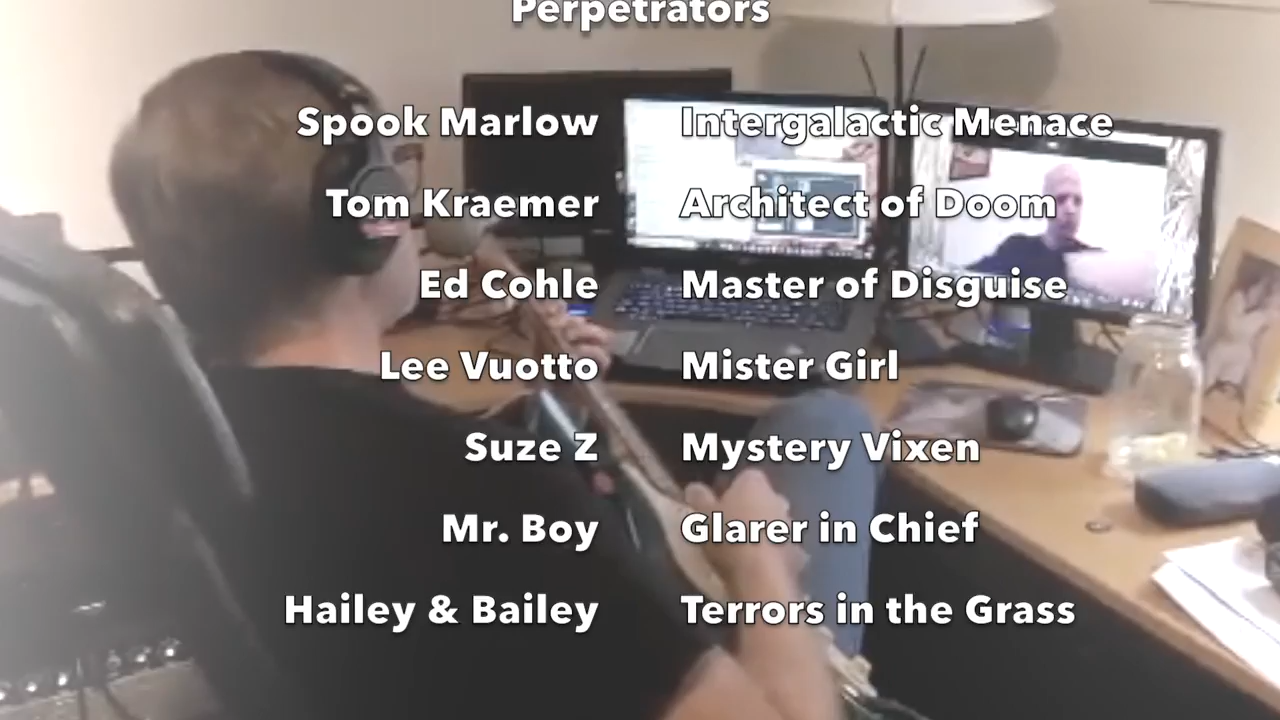 Perpetrators
Spook Marlow Intergalactic Menace
Tom Kraemer Architect of Doom
Ed Cohle Master of Disguise
Lee Vuotto Mister Girl
Suze Z Mystery Vixen
Mr. Boy Glarer in Chief
Hailey & Bailey Terrors in the Grass